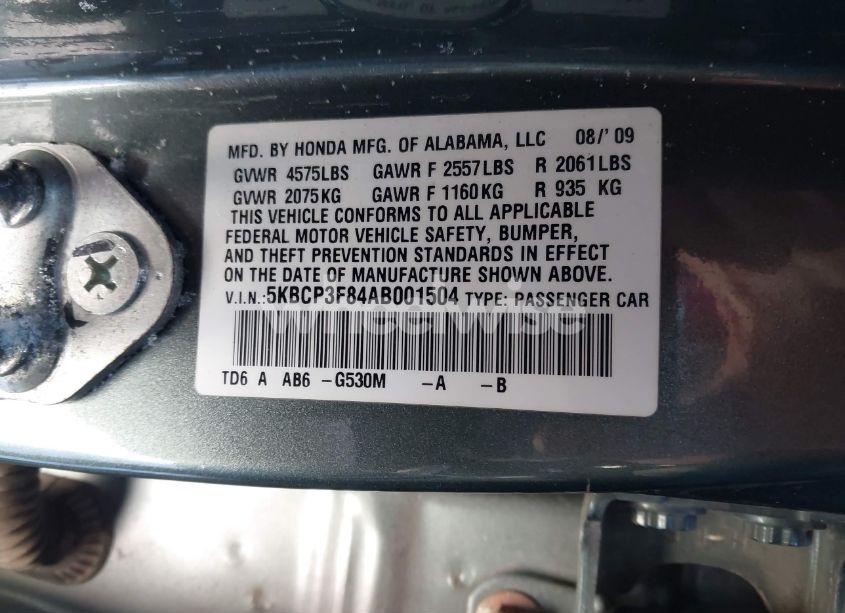 MFD. BY HONDA MFG. OF ALABAMA, LLC 08/'09
GVWR 4575LBS GAWR F 2557LBS R 2061LBS
GVWR 2075KG GAWR F 1160KG R 935 KG
THIS VEHICLE CONFORMS TO ALL APPLICABLE
FEDERAL MOTOR VEHICLE SAFETY, BUMPER,
AND THEFT PREVENTION STANDARDS IN EFFECT
ON THE DATE OF MANUFACTURE SHOWN ABOVE.
V.I.N.:5KBCP3F84AB001504 TYPE: PASSENGER CAR
wheelwise
TD6 A AB6 -G530M -A -B